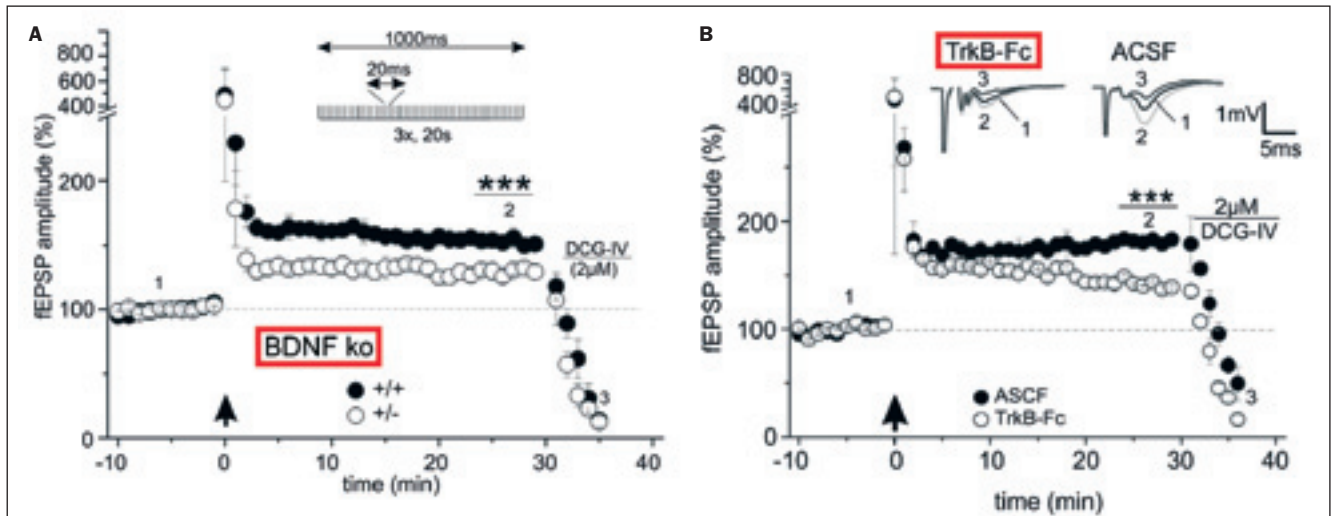 A
1000ms
20ms
3x, 20s
800
600
500
400
200
100
0
fEPSP amplitude (%)
1
***
2
DCG-IV
(2µM)
BDNF ko
+/+
+/-
3
-10 0 10 20 30 40
time (min)
B
TrkB-Fc
ACSF
3
2
1
3
2
1
1mV
5ms
800
600
400
200
100
0
fEPSP amplitude (%)
1
***
2
2µM
DCG-IV
ASCF
TrkB-Fc
3
-10 0 10 20 30 40
time (min)